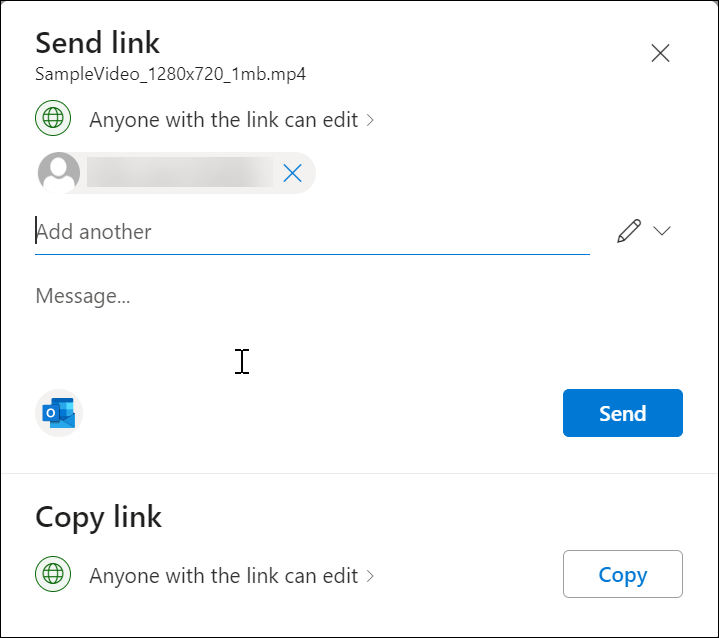 Send link
SampleVideo_1280x720_1mb.mp4
Anyone with the link can edit
Add another
Message...
O
Send
Copy link
Anyone with the link can edit
Copy